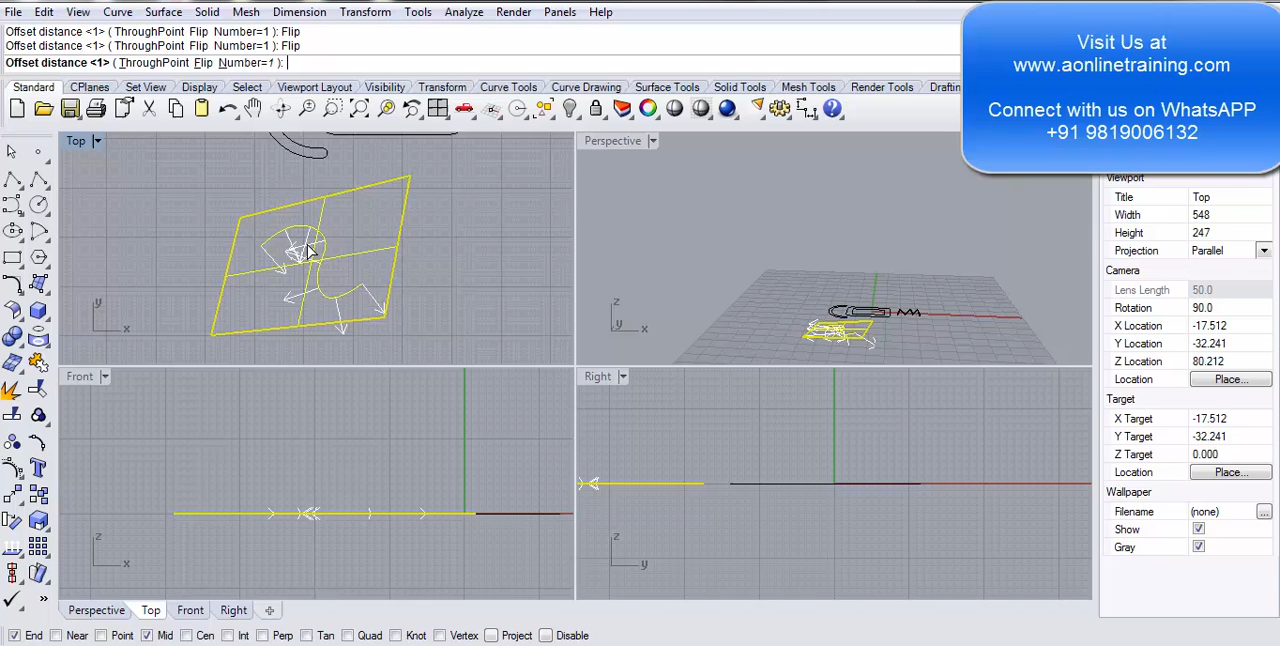 File Edit View Curve Surface Solid Mesh Dimension Transform Tools Analyze Render Panels Help
Offset distance <1> ( ThroughPoint Flip Number=1 ): Flip
Offset distance <1> ( ThroughPoint Flip Number=1 ): Flip
Offset distance <1> ( ThroughPoint Flip Number=1 ):
Visit Us at
www.aonlinetraining.com
Connect with us on WhatsAPP
+91 9819006132
Standard CPlanes Set View Display Select Viewport Layout Visibility Transform Curve Tools Curve Drawing Surface Tools Solid Tools Mesh Tools Render Tools
Top
y
x
Perspective
z
y
x
Front
z
x
Right
z
y
Viewport
Title Top
Width 548
Height 247
Projection Parallel
Camera
Lens Length 50.0
Rotation 90.0
X Location -17.512
Y Location -32.241
Z Location 80.212
Location Place...
Target
X Target -17.512
Y Target -32.241
Z Target 0.000
Location Place...
Wallpaper
Filename (none) ...
Show
Gray
Perspective Top Front Right
End Near Point Mid Cen Int Perp Tan Quad Knot Vertex Project Disable